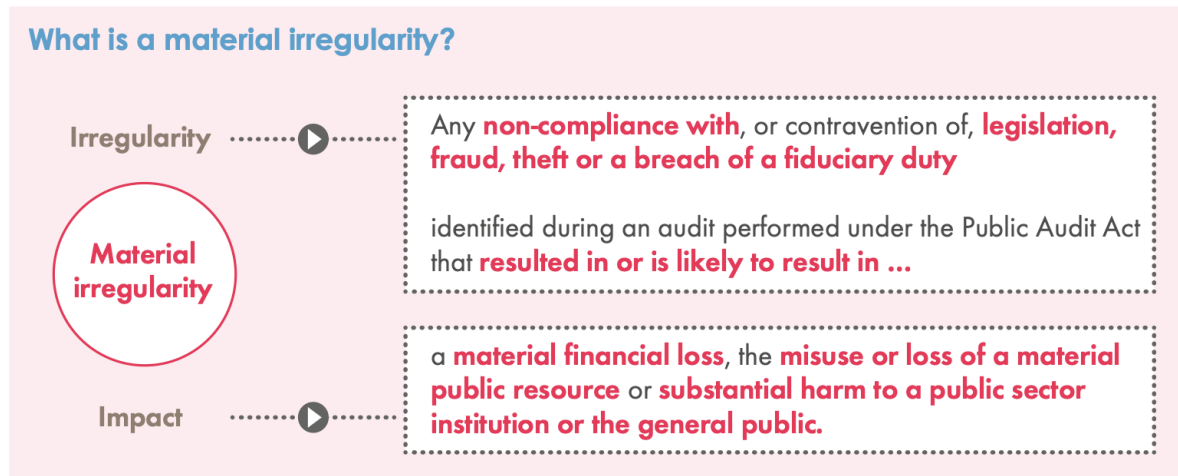 What is a material irregularity?
Irregularity
Any non-compliance with, or contravention of, legislation,
fraud, theft or a breach of a fiduciary duty
identified during an audit performed under the Public Audit Act
that resulted in or is likely to result in ...
Material
irregularity
Impact
a material financial loss, the misuse or loss of a material
public resource or substantial harm to a public sector
institution or the general public.